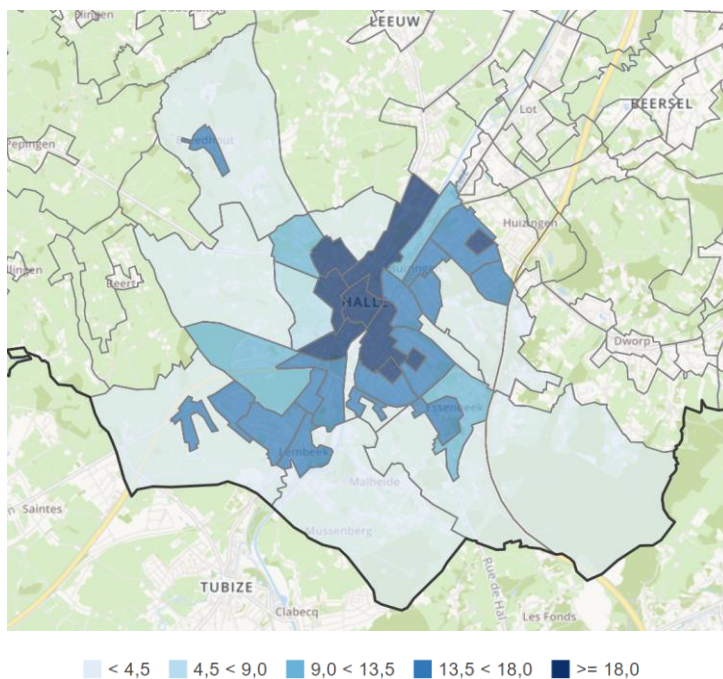 LEEUW
BEERSEL
Lot
Pepingen
Huizingen
Beert
HALLE
Dworp
Essenbeek
Lembeek
Malheide
Saintes
Mussenberg
TUBIZE
Rue de Hal
Clabecq
Les Fonds
< 4,5 4,5 < 9,0 9,0 < 13,5 13,5 < 18,0 >= 18,0